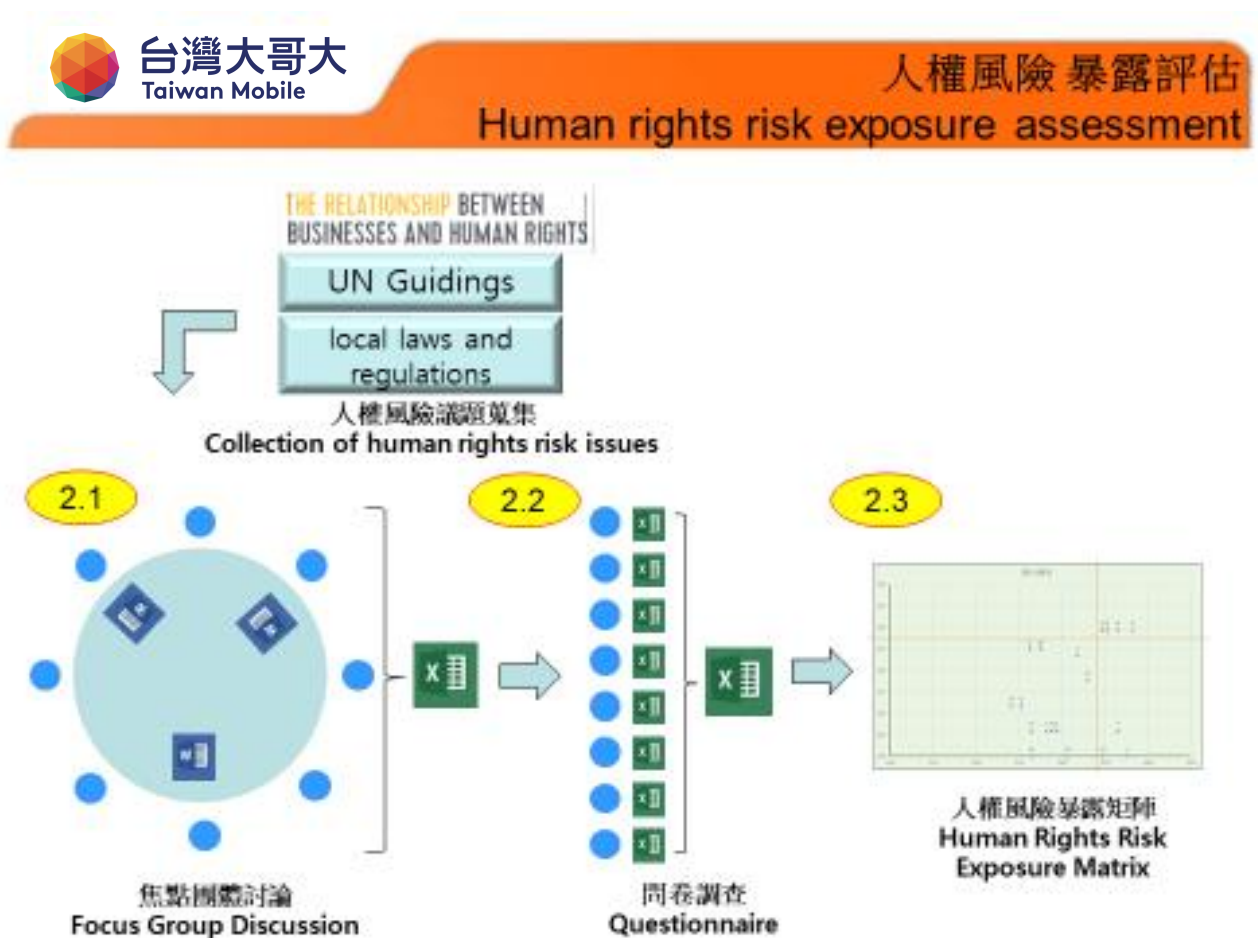 台灣大哥大
Taiwan Mobile
人權風險 暴露評估
Human rights risk exposure assessment
THE RELATIONSHIP BETWEEN
BUSINESSES AND HUMAN RIGHTS
UN Guidings
local laws and
regulations
人權風險議題蒐集
Collection of human rights risk issues
2.1
2.2
2.3
人權風險暴露矩陣
Human Rights Risk
Exposure Matrix
焦點團體討論
Focus Group Discussion
問卷調查
Questionnaire